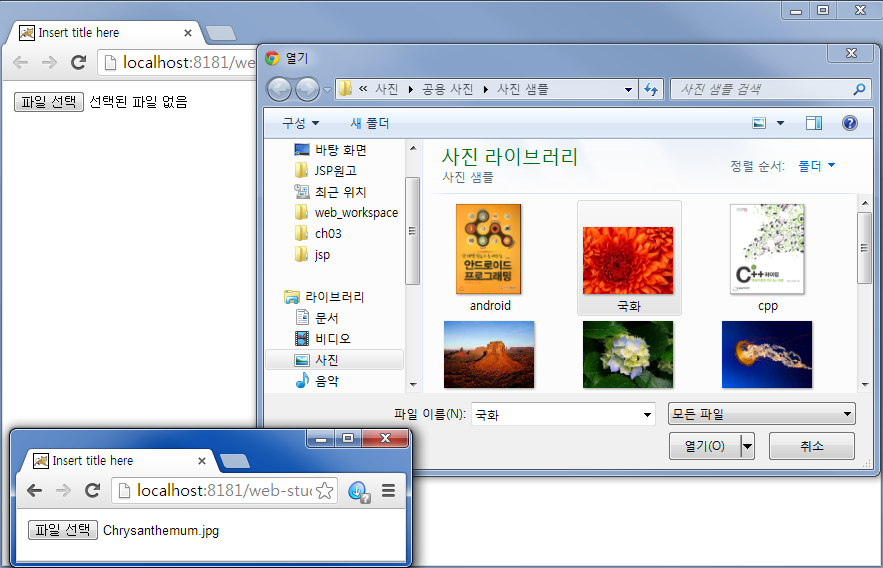 Insert title here
localhost:8181/we
파일 선택 선택된 파일 없음
열기
« 사진 공용 사진 사진 샘플
사진 샘플 검색
구성 새 폴더
바탕 화면
JSP원고
최근 위치
web_workspace
ch03
jsp
라이브러리
문서
비디오
사진
음악
사진 라이브러리
사진 샘플
정렬 순서: 폴더
안드로이드
프로그래밍
C++
android
국화
cpp
파일 이름(N): 국화
모든 파일
열기(O) 취소
Insert title here
localhost:8181/web-stu
파일 선택 Chrysanthemum.jpg